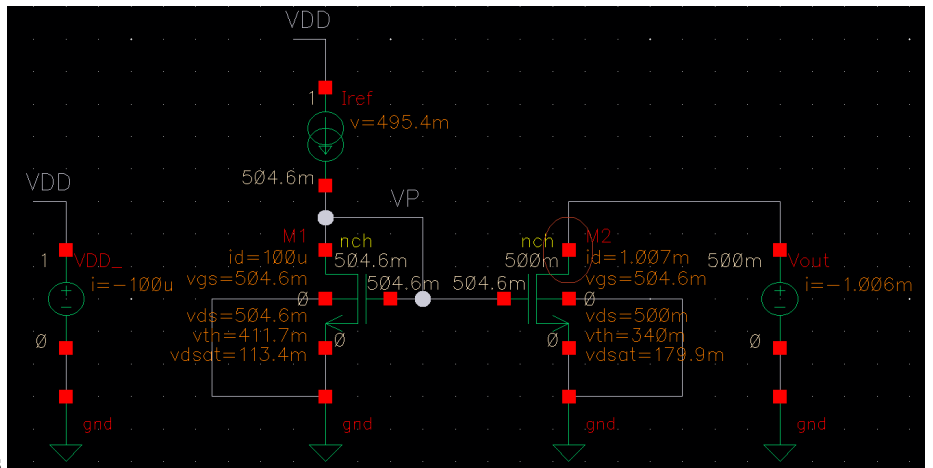 VDD
1
Iref
v=495.4m
504.6m
VDD
VP
M1
nch
nch
M2
id=100u
504.6m
500m
id=1.007m
500m
1
VDD_
Vout
vgs=504.6m
504.6m
504.6m
vgs=504.6m
i=-100u
0
0
i=-1.006m
vds=504.6m
vds=500m
vth=411.7m
vth=340m
0
0
0
0
vdsat=113.4m
vdsat=179.9m
gnd
gnd
gnd
gnd